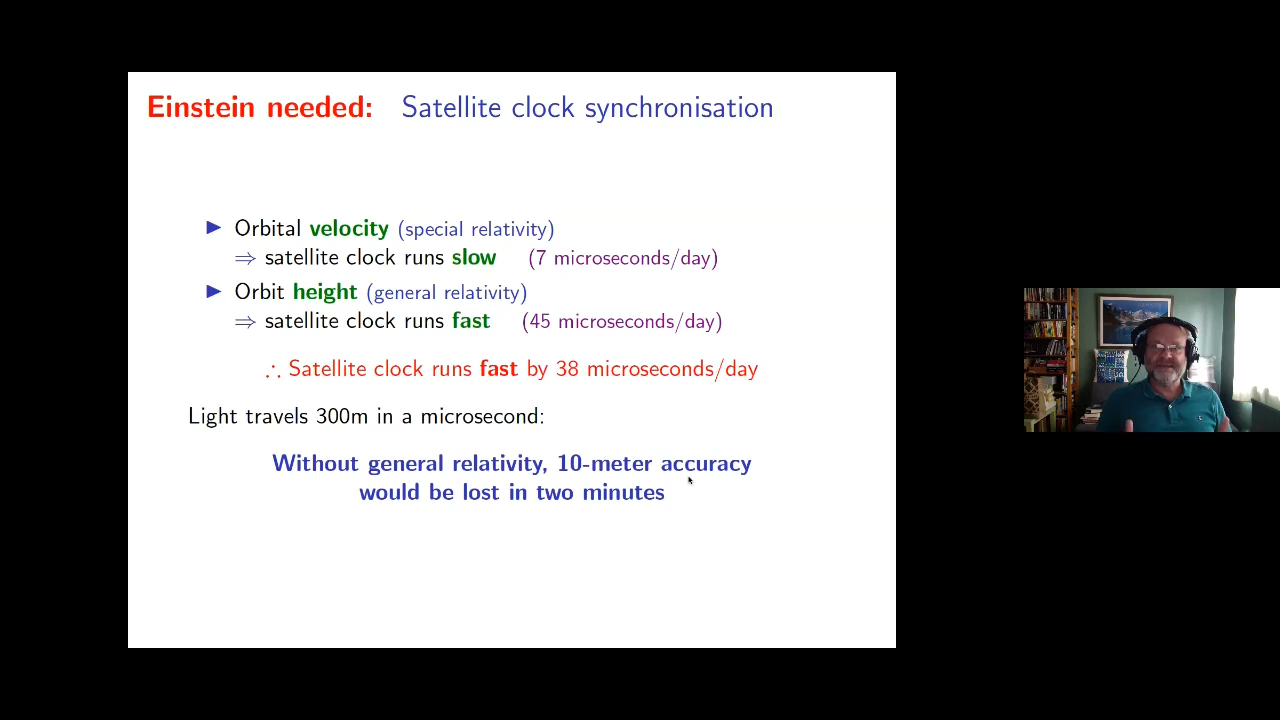 Einstein needed: Satellite clock synchronisation
▶ Orbital velocity (special relativity)
⇒ satellite clock runs slow (7 microseconds/day)
▶ Orbit height (general relativity)
⇒ satellite clock runs fast (45 microseconds/day)
∴ Satellite clock runs fast by 38 microseconds/day
Light travels 300m in a microsecond:
Without general relativity, 10-meter accuracy
would be lost in two minutes